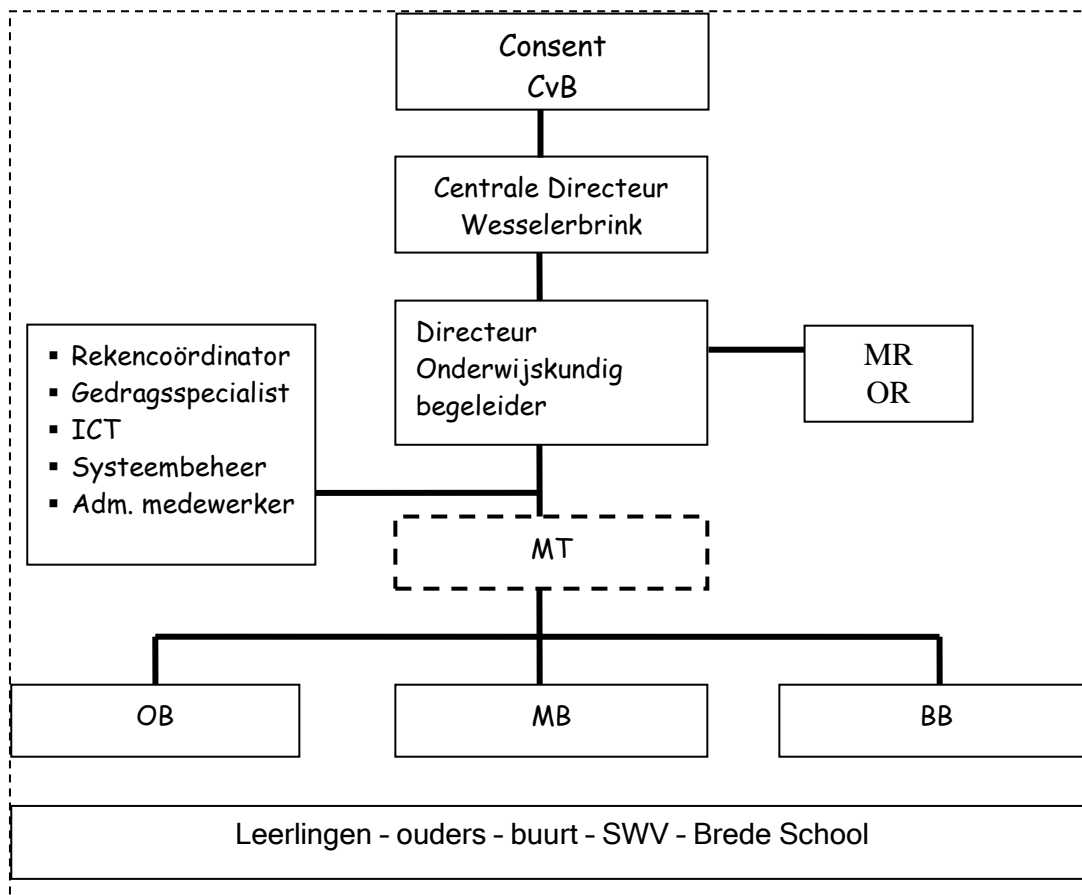 Consent
CvB
Centrale Directeur
Wesselerbrink
Directeur
Onderwijskundig
begeleider
▪ Rekencoördinator
▪ Gedragsspecialist
▪ ICT
▪ Systeembeheer
▪ Adm. medewerker
MR
OR
MT
OB
MB
BB
Leerlingen - ouders - buurt - SWV - Brede School